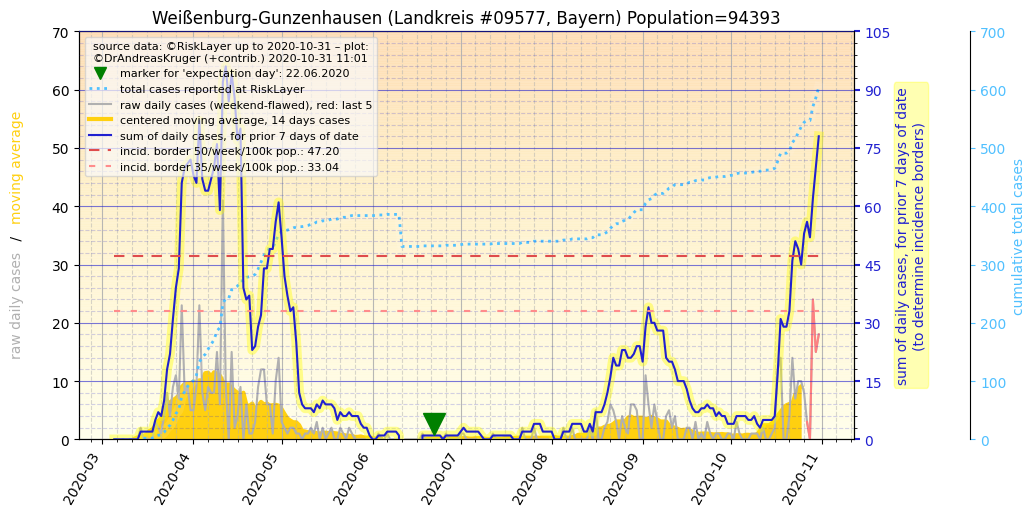 Weißenburg-Gunzenhausen (Landkreis #09577, Bayern) Population=94393
source data: ©RiskLayer up to 2020-10-31 – plot:
©DrAndreasKruger (+contrib.) 2020-10-31 11:01
marker for 'expectation day': 22.06.2020
total cases reported at RiskLayer
raw daily cases (weekend-flawed), red: last 5
centered moving average, 14 days cases
sum of daily cases, for prior 7 days of date
incid. border 50/week/100k pop.: 47.20
incid. border 35/week/100k pop.: 33.04
raw daily cases / moving average
70
60
50
40
30
20
10
0
2020-03
2020-04
2020-05
2020-06
2020-07
2020-08
2020-09
2020-10
2020-11
105
90
75
60
45
30
15
0
sum of daily cases, for prior 7 days of date
(to determine incidence borders)
700
600
500
400
300
200
100
0
cumulative total cases